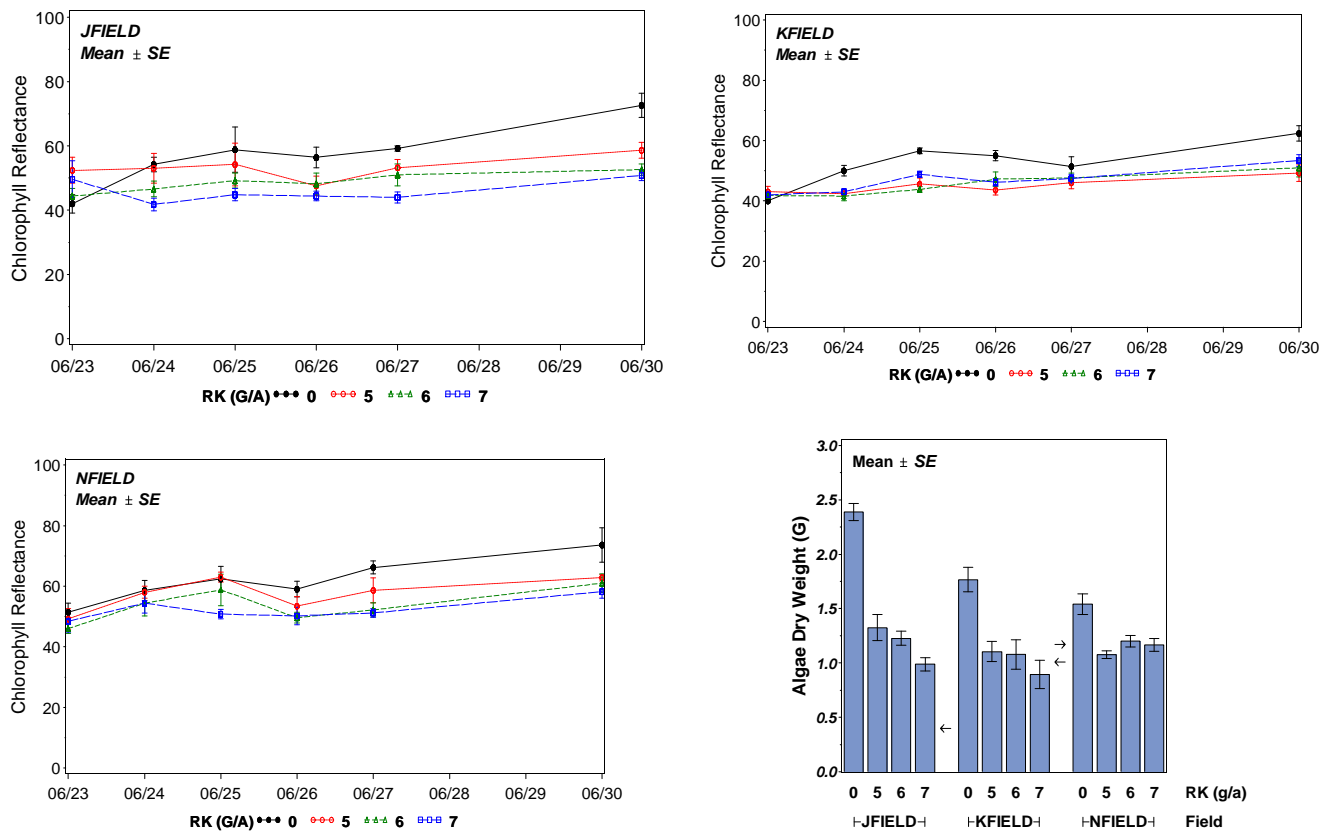 JFIELD
Mean ± SE
Chlorophyll Reflectance
100
80
60
40
20
0
06/23 06/24 06/25 06/26 06/27 06/28 06/29 06/30
RK (G/A) 0 5 6 7
KFIELD
Mean ± SE
Chlorophyll Reflectance
100
80
60
40
20
0
06/23 06/24 06/25 06/26 06/27 06/28 06/29 06/30
RK (G/A) 0 5 6 7
NFIELD
Mean ± SE
Chlorophyll Reflectance
100
80
60
40
20
0
06/23 06/24 06/25 06/26 06/27 06/28 06/29 06/30
RK (G/A) 0 5 6 7
Mean ± SE
Algae Dry Weight (G)
3.0
2.5
2.0
1.5
1.0
0.5
0.0
0 5 6 7 0 5 6 7 0 5 6 7 RK (g/a)
JFIELD KFIELD NFIELD Field